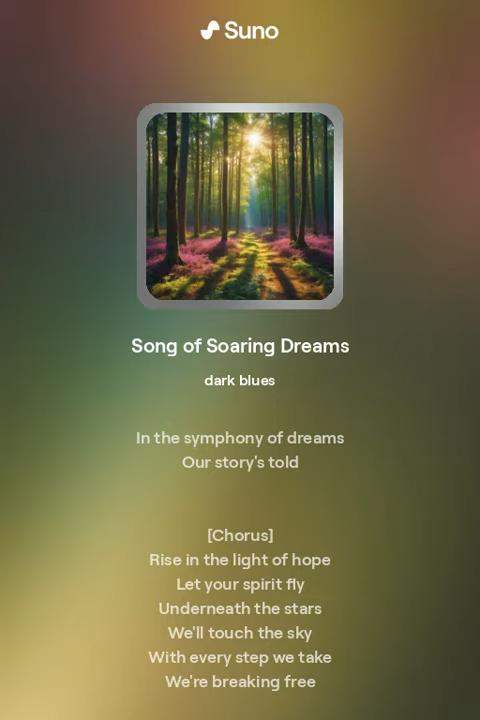 Suno
Song of Soaring Dreams
dark blues
In the symphony of dreams
Our story's told
[Chorus]
Rise in the light of hope
Let your spirit fly
Underneath the stars
We'll touch the sky
With every step we take
We're breaking free